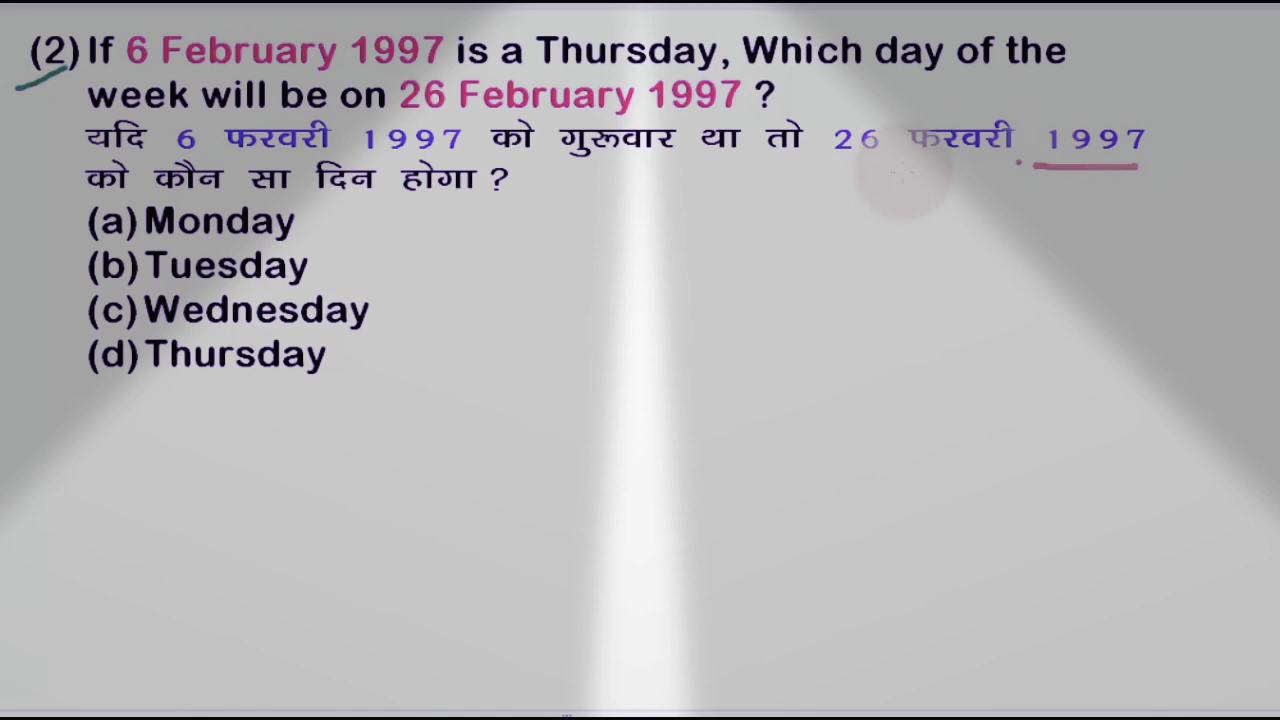 (2) If 6 February 1997 is a Thursday, Which day of the
week will be on 26 February 1997 ?
यदि 6 फरवरी 1997 को गुरूवार था तो 26 फरवरी 1997
को कौन सा दिन होगा ?
(a) Monday
(b) Tuesday
(c) Wednesday
(d) Thursday